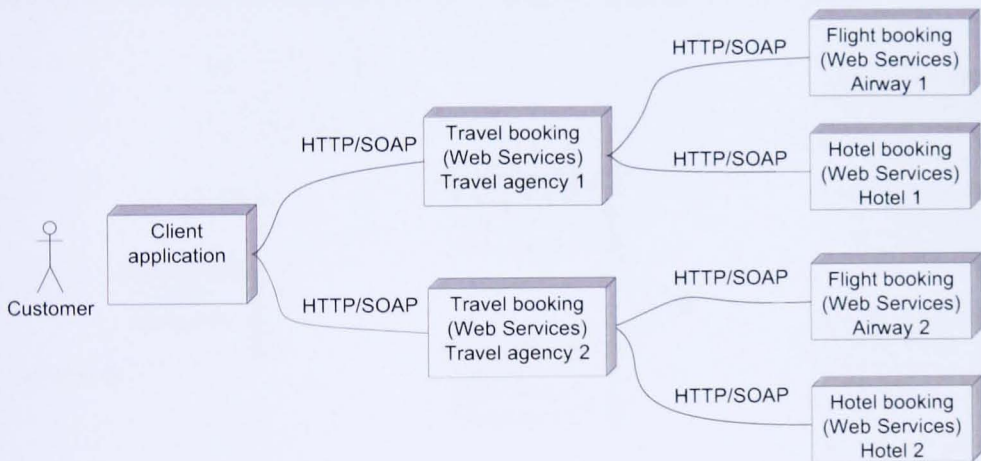 Customer
Client
application
HTTP/SOAP
Travel booking
(Web Services)
Travel agency 1
HTTP/SOAP
Flight booking
(Web Services)
Airway 1
HTTP/SOAP
Hotel booking
(Web Services)
Hotel 1
HTTP/SOAP
Travel booking
(Web Services)
Travel agency 2
HTTP/SOAP
Flight booking
(Web Services)
Airway 2
HTTP/SOAP
Hotel booking
(Web Services)
Hotel 2